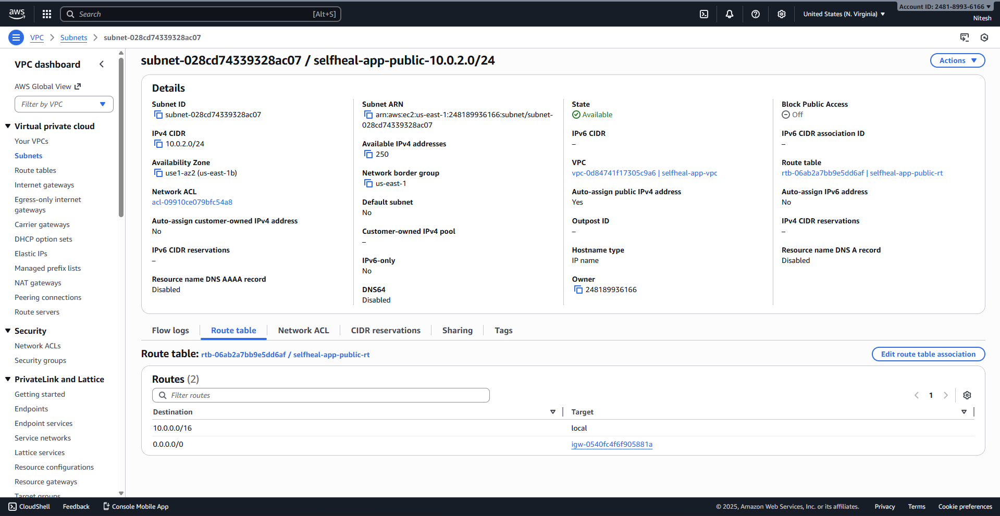 aws
Search
[Alt+S]
United States (N. Virginia)
Account ID: 2481-8993-6166
Nitesh
VPC
Subnets
subnet-028cd74339328ac07
VPC dashboard
AWS Global View
Filter by VPC
Virtual private cloud
Your VPCs
Subnets
Route tables
Internet gateways
Egress-only internet
gateways
Carrier gateways
DHCP option sets
Elastic IPs
Managed prefix lists
NAT gateways
Peering connections
Route servers
Security
Network ACLs
Security groups
PrivateLink and Lattice
Getting started
Endpoints
Endpoint services
Service networks
Lattice services
Resource configurations
Resource gateways
Target groups
subnet-028cd74339328ac07 / selfheal-app-public-10.0.2.0/24
Actions
Details
Subnet ID
subnet-028cd74339328ac07
IPv4 CIDR
10.0.2.0/24
Availability Zone
use1-az2 (us-east-1b)
Network ACL
acl-09910ce079bfc54a8
Auto-assign customer-owned IPv4 address
No
IPv6 CIDR reservations
–
Resource name DNS AAAA record
Disabled
Subnet ARN
arn:aws:ec2:us-east-1:248189936166:subnet/subnet-
028cd74339328ac07
Available IPv4 addresses
250
Network border group
us-east-1
Default subnet
No
Customer-owned IPv4 pool
–
IPv6-only
No
DNS64
Disabled
State
Available
IPv6 CIDR
–
VPC
vpc-0d84741f17305c9a6 | selfheal-app-vpc
Auto-assign public IPv4 address
Yes
Outpost ID
–
Hostname type
IP name
Owner
248189936166
Block Public Access
Off
IPv6 CIDR association ID
–
Route table
rtb-06ab2a7bb9e5dd6af | selfheal-app-public-rt
Auto-assign IPv6 address
No
IPv4 CIDR reservations
–
Resource name DNS A record
Disabled
Flow logs
Route table
Network ACL
CIDR reservations
Sharing
Tags
Route table: rtb-06ab2a7bb9e5dd6af / selfheal-app-public-rt
Edit route table association
Routes (2)
Filter routes
1
Destination
Target
10.0.0.0/16
local
0.0.0.0/0
igw-0540fc4f6f905881a
CloudShell
Feedback
Console Mobile App
© 2025, Amazon Web Services, Inc. or its affiliates.
Privacy
Terms
Cookie preferences